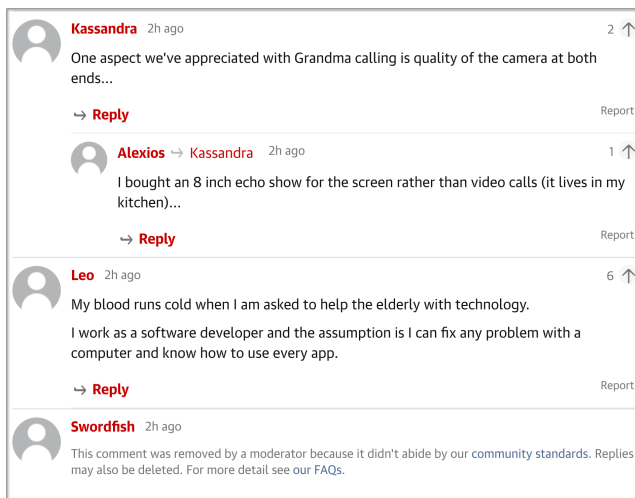 Kassandra 2h ago 2
One aspect we've appreciated with Grandma calling is quality of the camera at both
ends...
Reply Report
Alexios Kassandra 2h ago 1
I bought an 8 inch echo show for the screen rather than video calls (it lives in my
kitchen)...
Reply Report
Leo 2h ago 6
My blood runs cold when I am asked to help the elderly with technology.
I work as a software developer and the assumption is I can fix any problem with a
computer and know how to use every app.
Reply Report
Swordfish 2h ago
This comment was removed by a moderator because it didn't abide by our community standards. Replies
may also be deleted. For more detail see our FAQs.